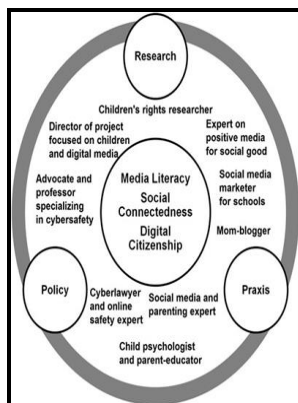 Research
Children's rights researcher
Director of project
focused on children
and digital media
Expert on
positive media
for social good
Advocate and
professor
specializing
in cybersafety
Media Literacy
Social
Connectedness
Digital
Citizenship
Social media
marketer
for schools
Mom-blogger
Policy
Cyberlawyer
and online
safety expert
Social media and
parenting expert
Praxis
Child psychologist
and parent-educator